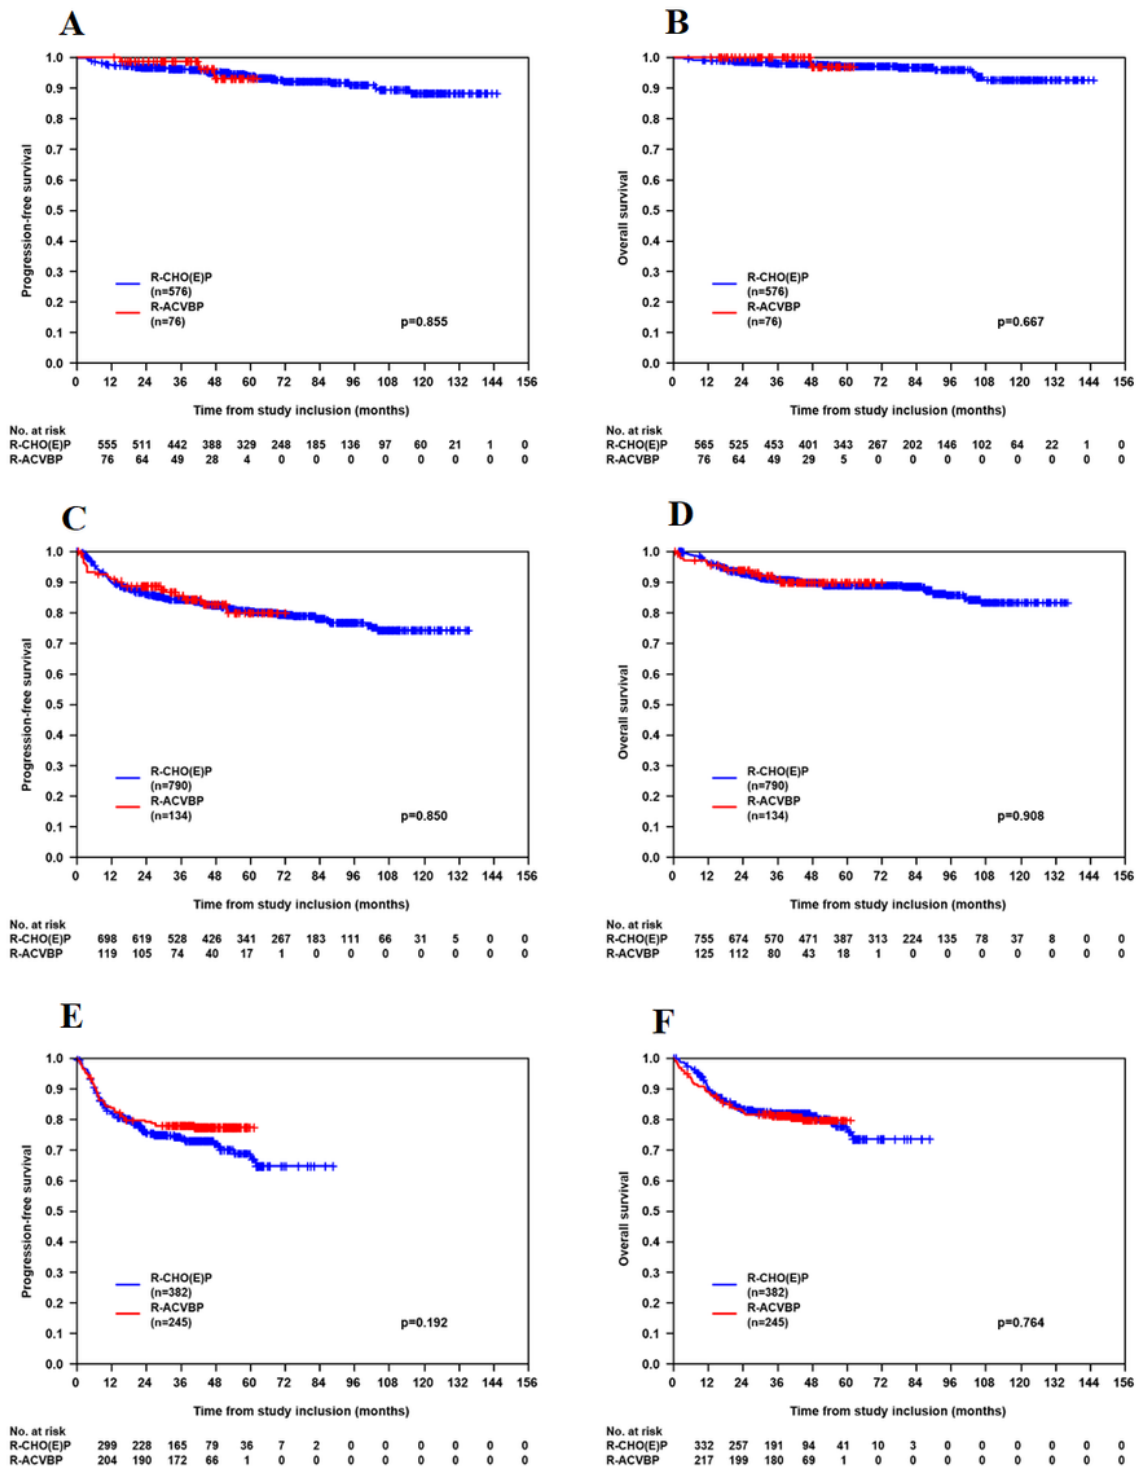 A
1.0
0.9
0.8
0.7
0.6
0.5
0.4
0.3
0.2
0.1
0.0
Progression-free survival
R-CHO(E)P
(n=576)
R-ACVBP
(n=76)
p=0.855
0 12 24 36 48 60 72 84 96 108 120 132 144 156
Time from study inclusion (months)
No. at risk
R-CHO(E)P 555 511 442 388 329 248 185 136 97 60 21 1 0
R-ACVBP 76 64 49 28 4 0 0 0 0 0 0 0 0
B
1.0
0.9
0.8
0.7
0.6
0.5
0.4
0.3
0.2
0.1
0.0
Overall survival
R-CHO(E)P
(n=576)
R-ACVBP
(n=76)
p=0.667
0 12 24 36 48 60 72 84 96 108 120 132 144 156
Time from study inclusion (months)
No. at risk
R-CHO(E)P 565 525 453 401 343 267 202 146 102 64 22 1 0
R-ACVBP 76 64 49 29 5 0 0 0 0 0 0 0 0
C
1.0
0.9
0.8
0.7
0.6
0.5
0.4
0.3
0.2
0.1
0.0
Progression-free survival
R-CHO(E)P
(n=790)
R-ACVBP
(n=134)
p=0.850
0 12 24 36 48 60 72 84 96 108 120 132 144 156
Time from study inclusion (months)
No. at risk
R-CHO(E)P 698 619 528 426 341 267 183 111 66 31 5 0 0
R-ACVBP 119 105 74 40 17 1 0 0 0 0 0 0 0
D
1.0
0.9
0.8
0.7
0.6
0.5
0.4
0.3
0.2
0.1
0.0
Overall survival
R-CHO(E)P
(n=790)
R-ACVBP
(n=134)
p=0.908
0 12 24 36 48 60 72 84 96 108 120 132 144 156
Time from study inclusion (months)
No. at risk
R-CHO(E)P 755 674 570 471 387 313 224 135 78 37 8 0 0
R-ACVBP 125 112 80 43 18 1 0 0 0 0 0 0 0
E
1.0
0.9
0.8
0.7
0.6
0.5
0.4
0.3
0.2
0.1
0.0
Progression-free survival
R-CHO(E)P
(n=382)
R-ACVBP
(n=245)
p=0.192
0 12 24 36 48 60 72 84 96 108 120 132 144 156
Time from study inclusion (months)
No. at risk
R-CHO(E)P 299 228 165 79 36 7 2 0 0 0 0 0 0
R-ACVBP 204 190 172 66 1 0 0 0 0 0 0 0 0
F
1.0
0.9
0.8
0.7
0.6
0.5
0.4
0.3
0.2
0.1
0.0
Overall survival
R-CHO(E)P
(n=382)
R-ACVBP
(n=245)
p=0.764
0 12 24 36 48 60 72 84 96 108 120 132 144 156
Time from study inclusion (months)
No. at risk
R-CHO(E)P 332 257 191 94 41 10 3 0 0 0 0 0 0
R-ACVBP 217 199 180 69 1 0 0 0 0 0 0 0 0